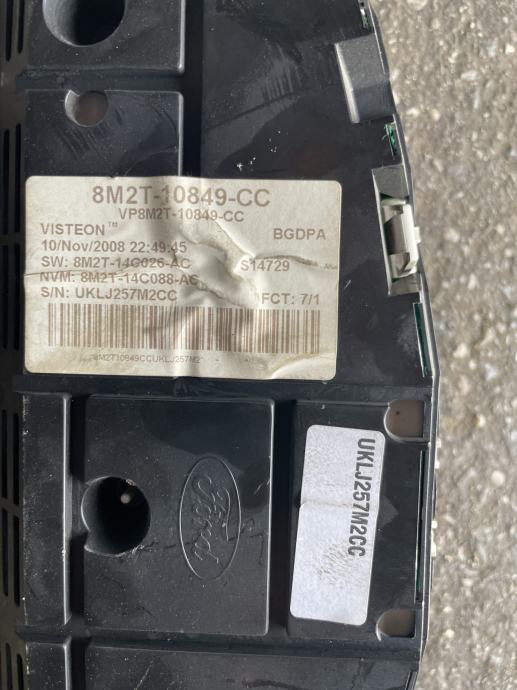 8M2T-10849-CC
VP8M2T-10849-CC
VISTEON™ BGDPA
10/Nov/2008 22:49:45
SW: 8M2T-14C026-AC S14729
NVM: 8M2T-14C088-AC
S/N: UKLJ257M2CC FCT: 7/1
UKLJ257M2CC
Ford